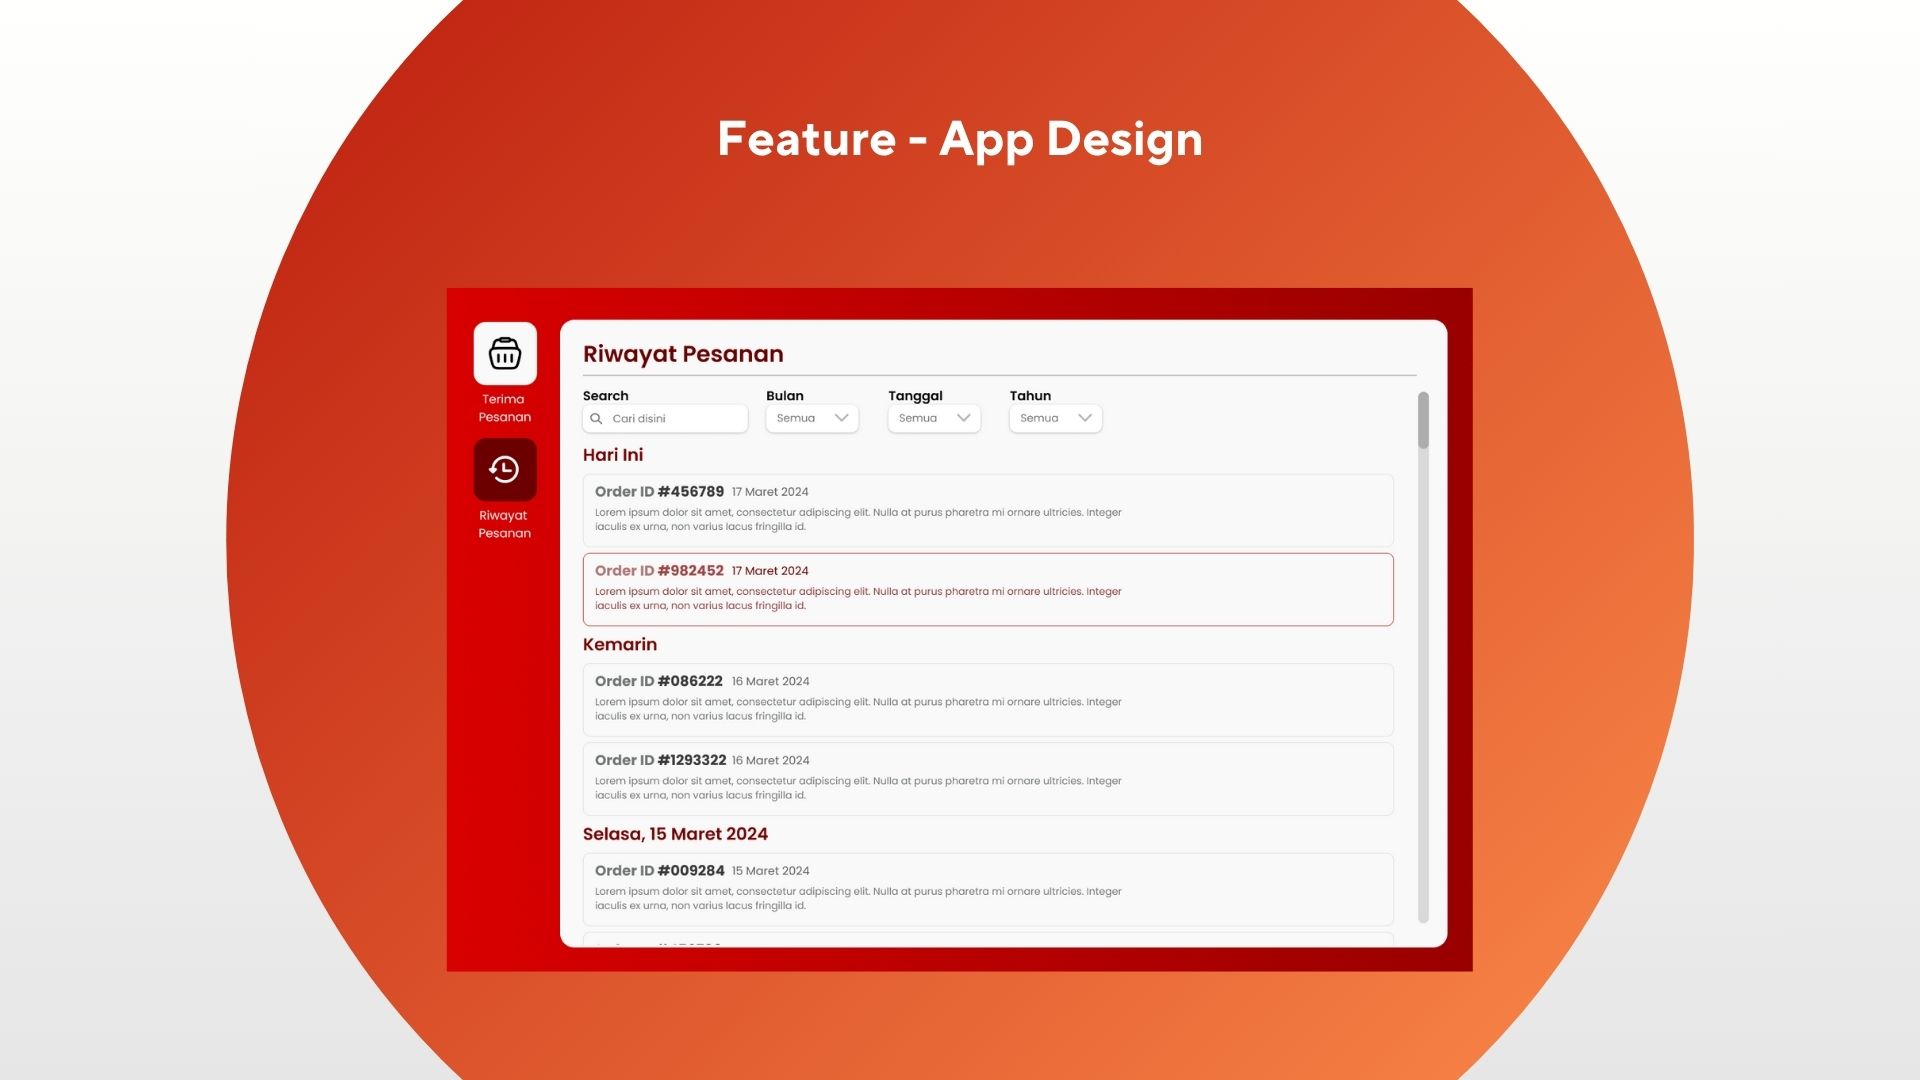 Feature - App Design
Terima
Pesanan
Riwayat
Pesanan
Riwayat Pesanan
Search Bulan Tanggal Tahun
Cari disini Semua Semua Semua
Hari Ini
Order ID #456789 17 Maret 2024
Lorem ipsum dolor sit amet, consectetur adipiscing elit. Nulla at purus pharetra mi ornare ultricies. Integer
iaculis ex urna, non varius lacus fringilla id.
Order ID #982452 17 Maret 2024
Lorem ipsum dolor sit amet, consectetur adipiscing elit. Nulla at purus pharetra mi ornare ultricies. Integer
iaculis ex urna, non varius lacus fringilla id.
Kemarin
Order ID #086222 16 Maret 2024
Lorem ipsum dolor sit amet, consectetur adipiscing elit. Nulla at purus pharetra mi ornare ultricies. Integer
iaculis ex urna, non varius lacus fringilla id.
Order ID #1293322 16 Maret 2024
Lorem ipsum dolor sit amet, consectetur adipiscing elit. Nulla at purus pharetra mi ornare ultricies. Integer
iaculis ex urna, non varius lacus fringilla id.
Selasa, 15 Maret 2024
Order ID #009284 15 Maret 2024
Lorem ipsum dolor sit amet, consectetur adipiscing elit. Nulla at purus pharetra mi ornare ultricies. Integer
iaculis ex urna, non varius lacus fringilla id.